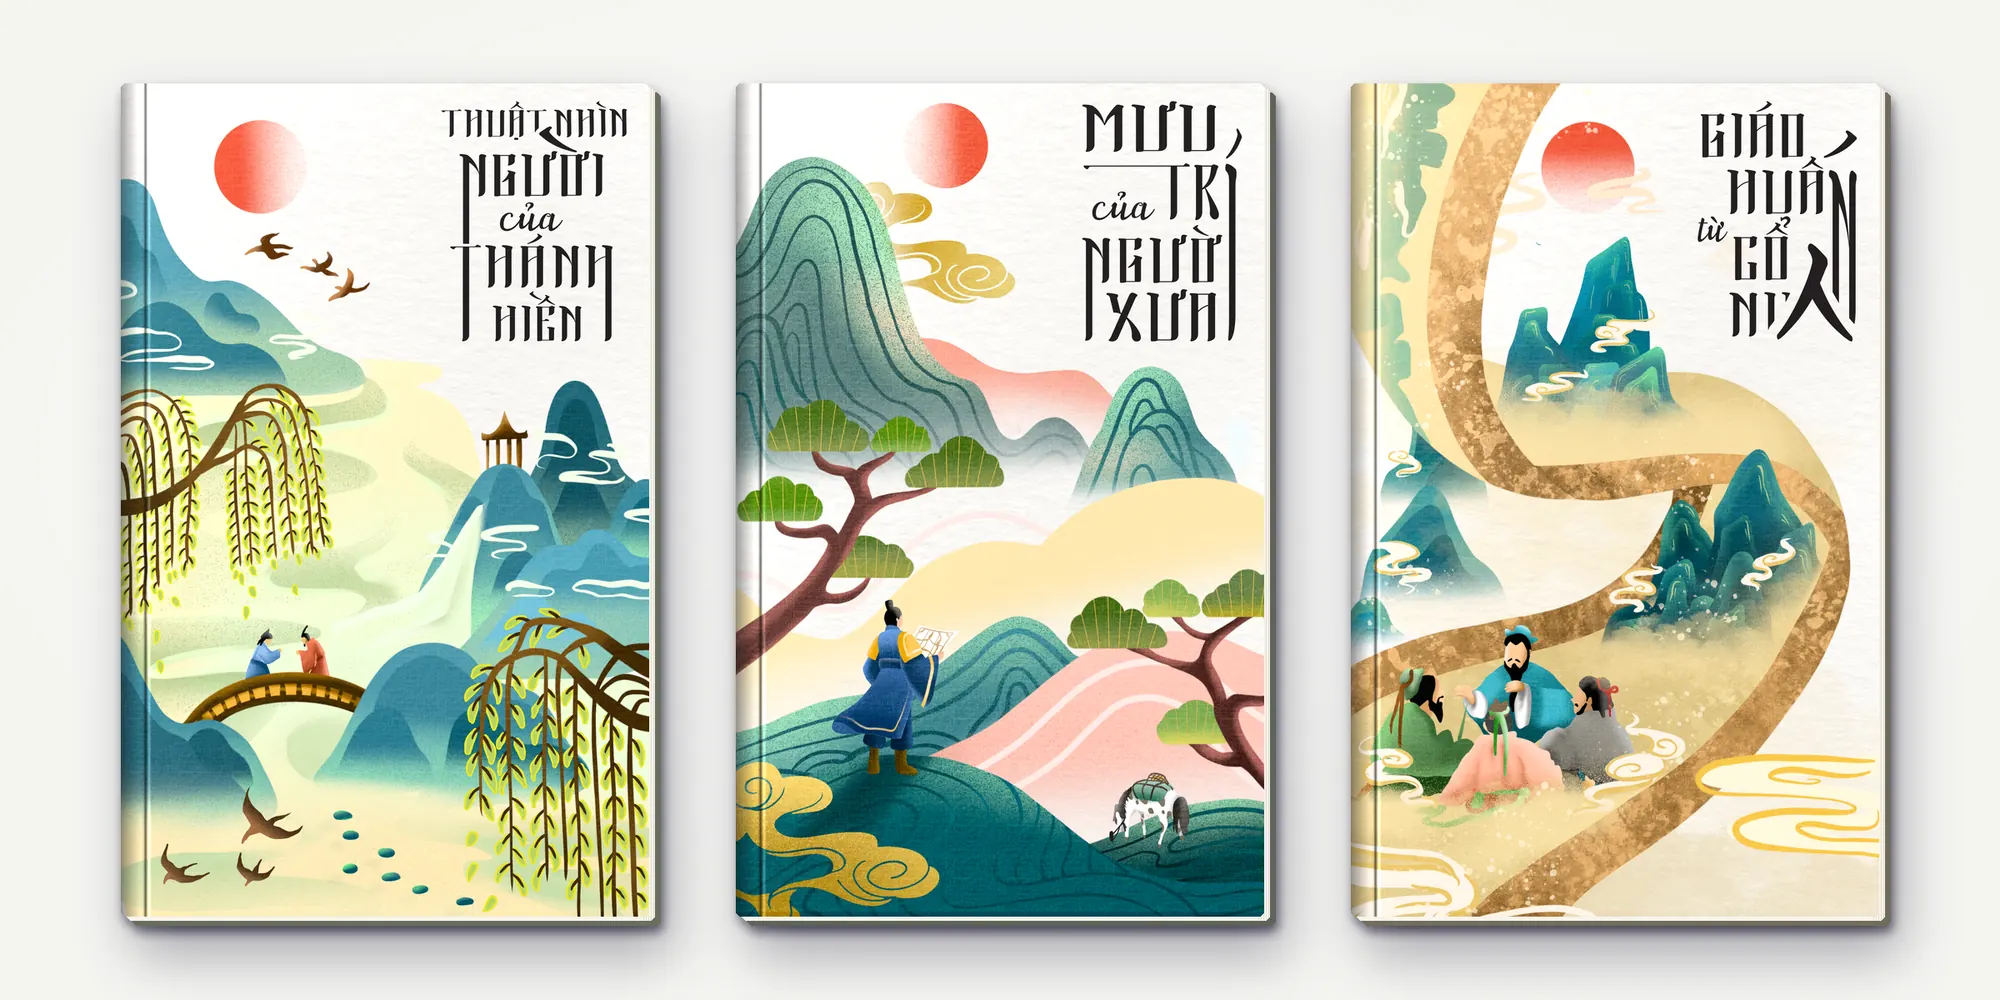 THUẬT NHÌN
NGƯỜI
của
THÁNH
HIỀN
MƯU
TRÍ
của
NGƯỜI
XƯA
GIÁO
HUẤN
từ CỔ
NHÂN